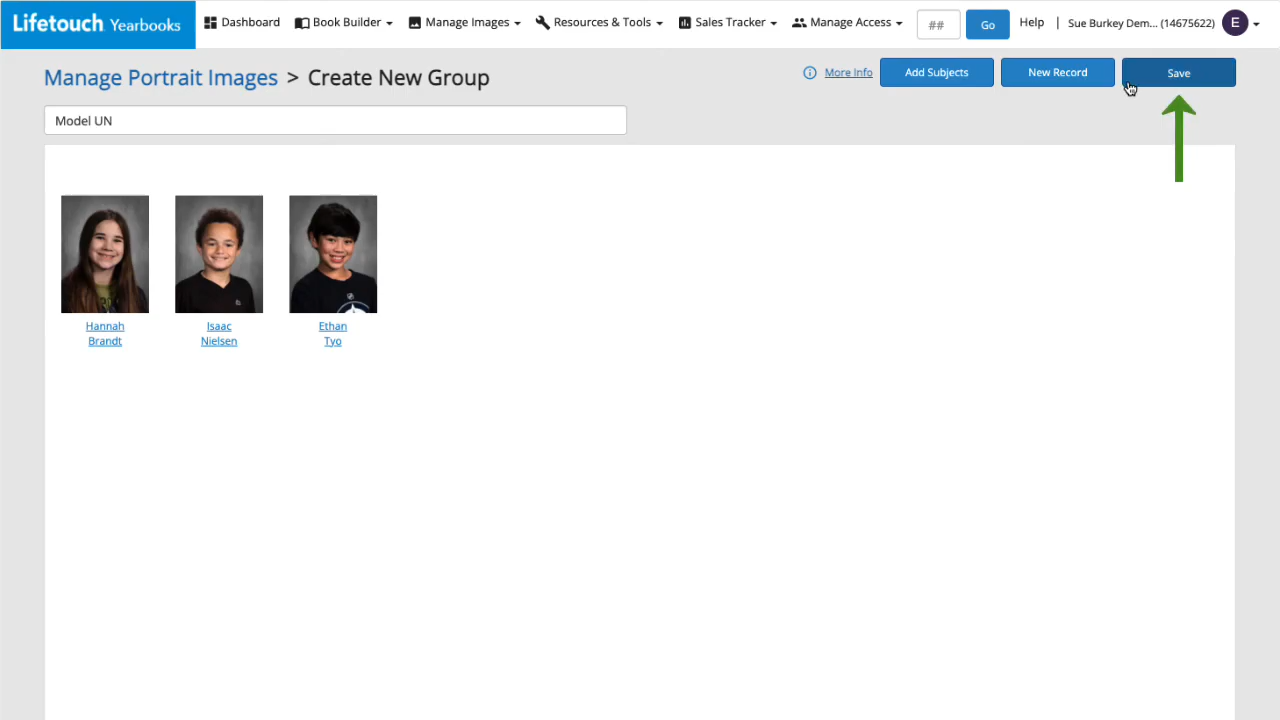 Lifetouch Yearbooks Dashboard Book Builder Manage Images Resources & Tools Sales Tracker Manage Access ## Go Help | Sue Burkey Dem... (14675622) E
Manage Portrait Images > Create New Group More Info Add Subjects New Record Save
Model UN
Hannah Isaac Ethan
Brandt Nielsen Tyo